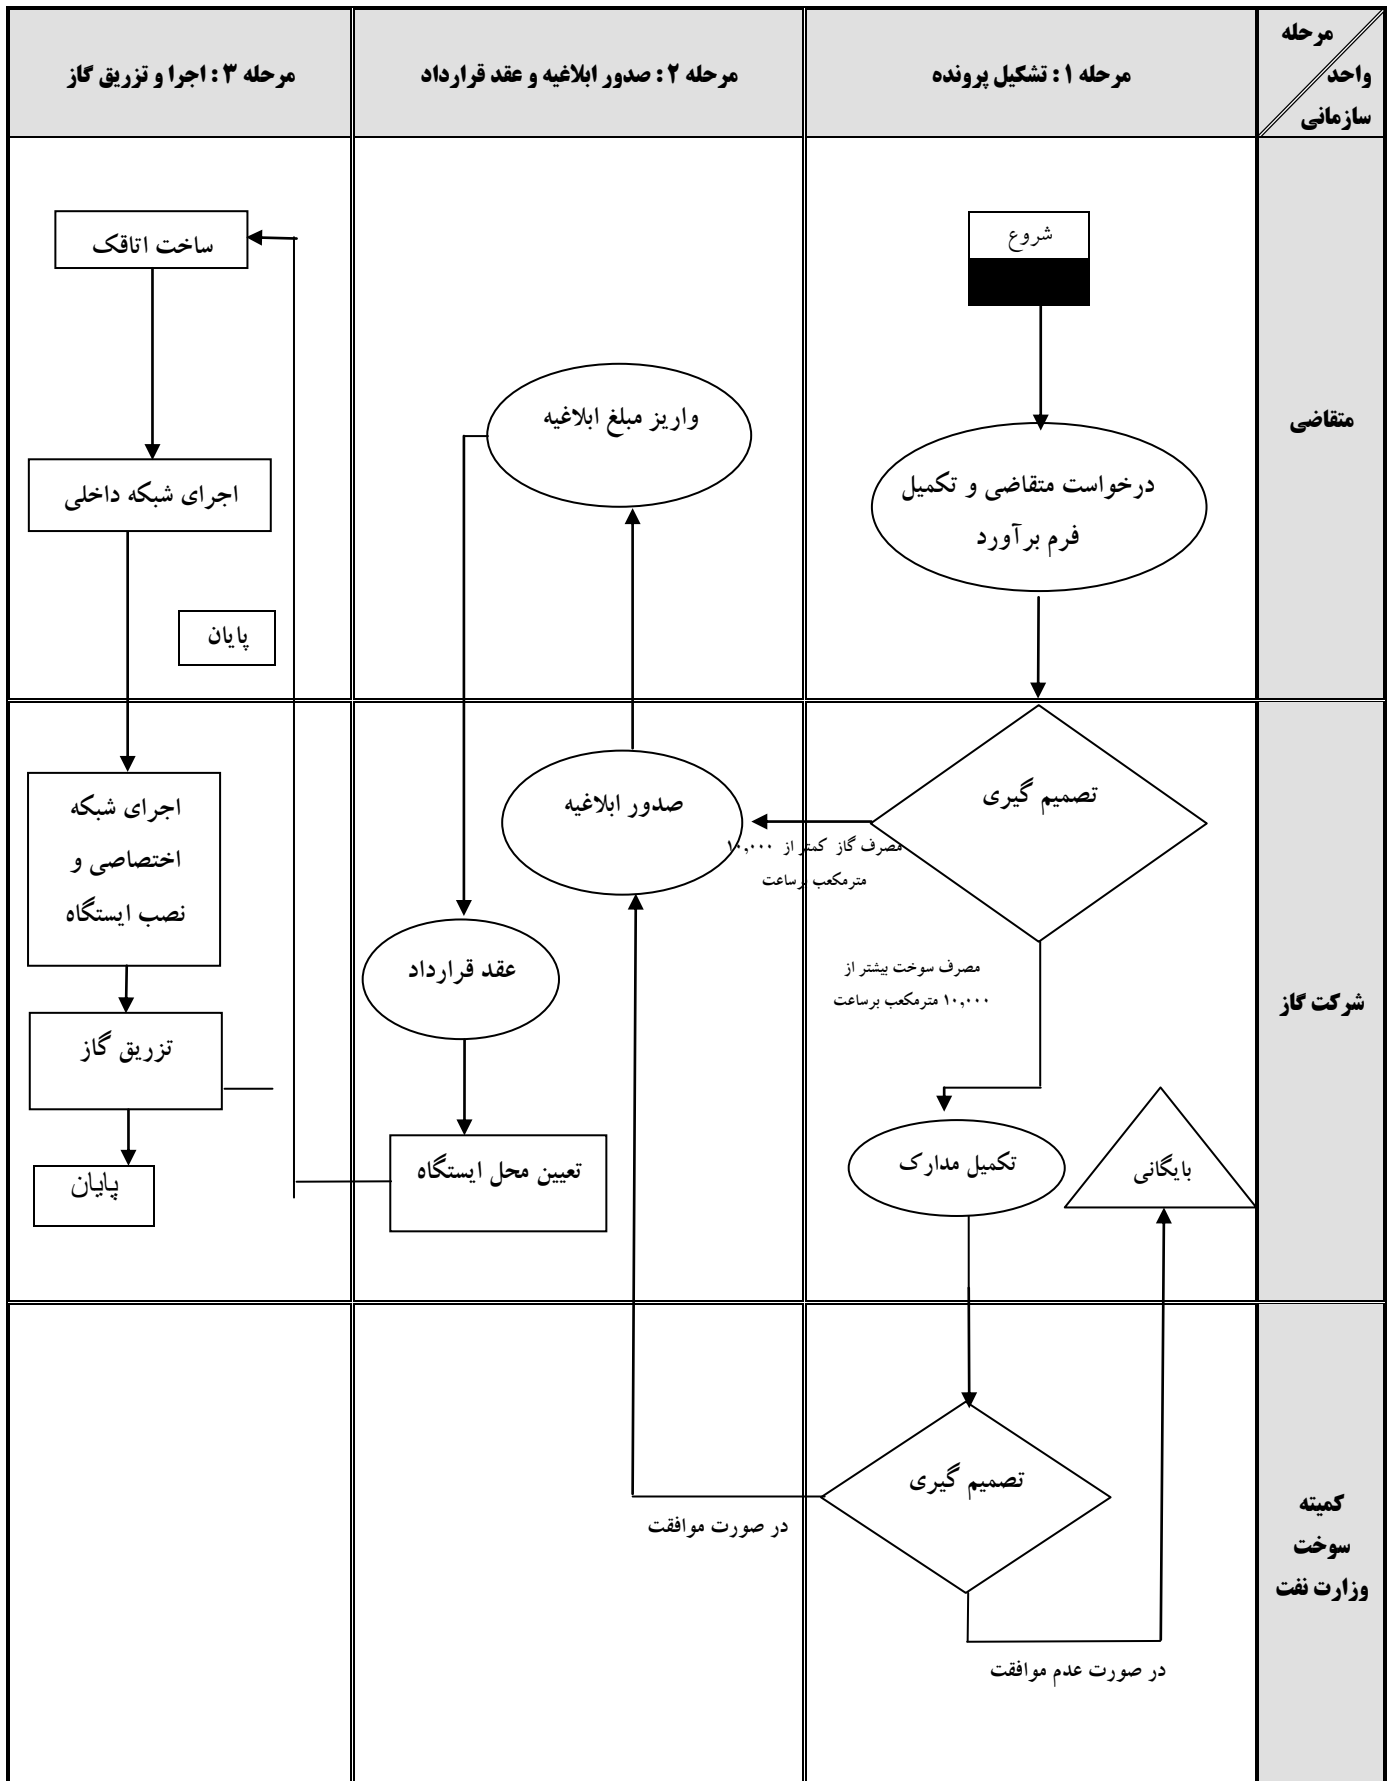 مرحله
واحد
سازمانی
مرحله ۱ : تشکیل پرونده
مرحله ۲ : صدور ابلاغیه و عقد قرارداد
مرحله ۳ : اجرا و تزریق گاز
متقاضی
شروع
درخواست متقاضی و تکمیل
فرم برآورد
واریز مبلغ ابلاغیه
ساخت اتاقک
اجرای شبکه داخلی
پایان
شرکت گاز
تصمیم گیری
مصرف گاز کمتر از ۱۰,۰۰۰
مترمکعب برساعت
مصرف سوخت بیشتر از
۱۰,۰۰۰ مترمکعب برساعت
تکمیل مدارک
بایگانی
صدور ابلاغیه
عقد قرارداد
تعیین محل ایستگاه
اجرای شبکه
اختصاصی و
نصب ایستگاه
تزریق گاز
پایان
کمیته
سوخت
وزارت نفت
تصمیم گیری
در صورت موافقت
در صورت عدم موافقت